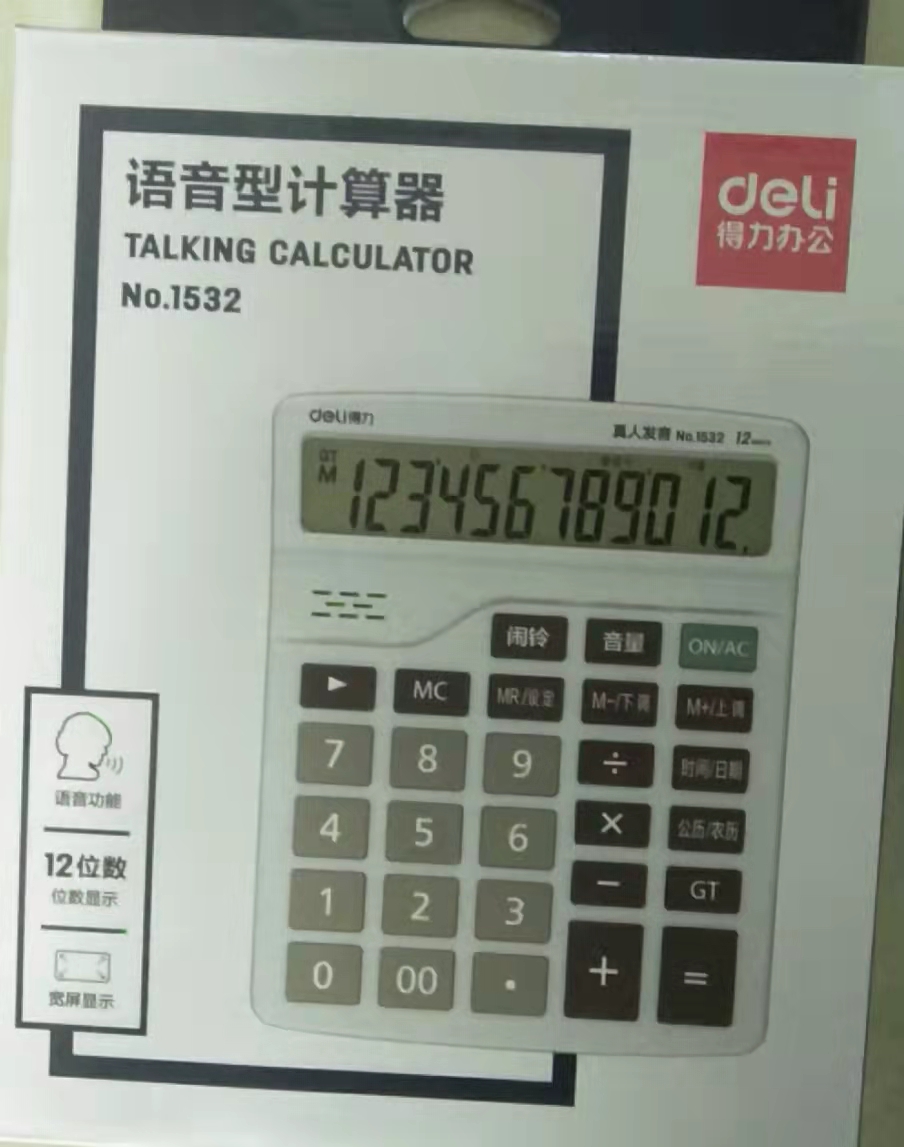 语音型计算器
TALKING CALCULATOR
No.1532
deli
得力办公
deli得力
真人发音 No.1532 12
GT
M
123456789012.
闹铃 音量 ON/AC
▶ MC MR/设定 M-/下调 M+/上调
7 8 9 ÷ 时间/日期
4 5 6 × 公历/农历
1 2 3 - GT
0 00 . + =
语音功能
12位数
位数显示
宽屏显示